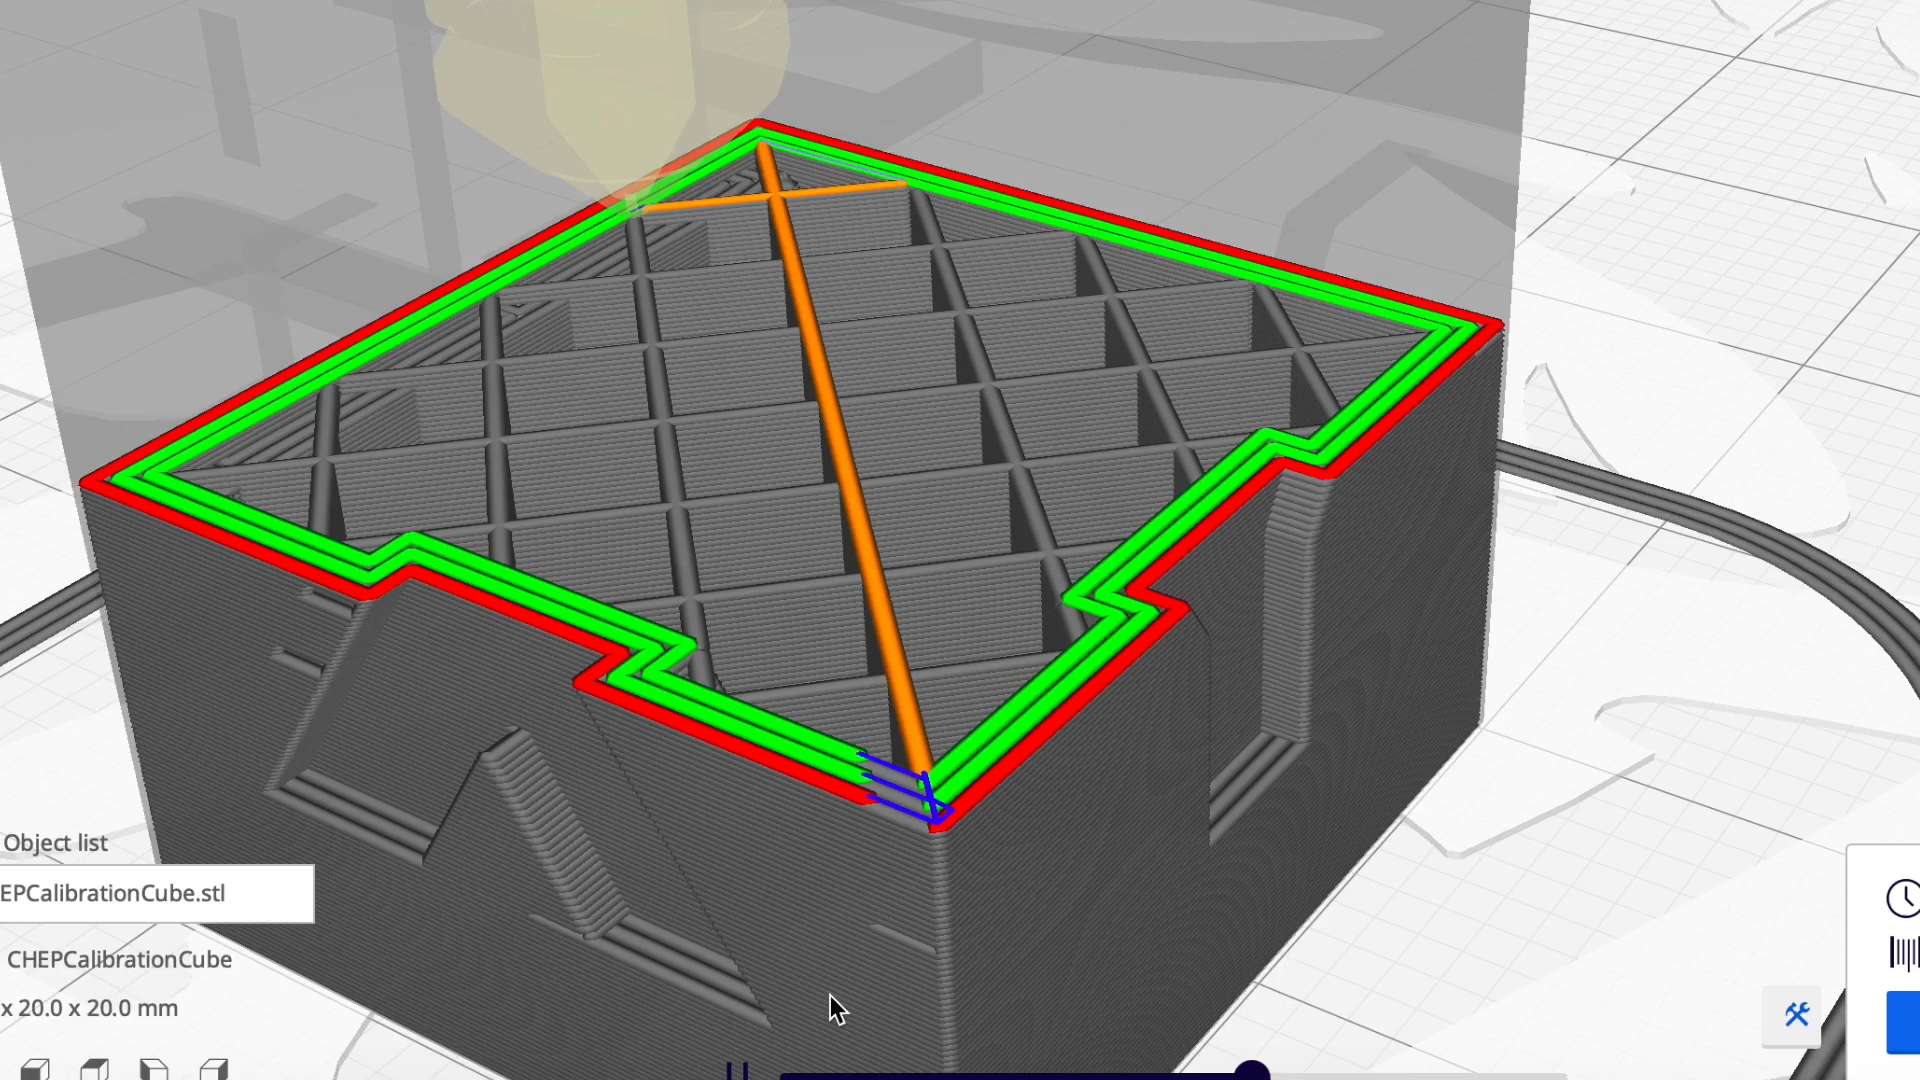 Object list
EPCalibrationCube.stl
CHEPCalibrationCube
x 20.0 x 20.0 mm